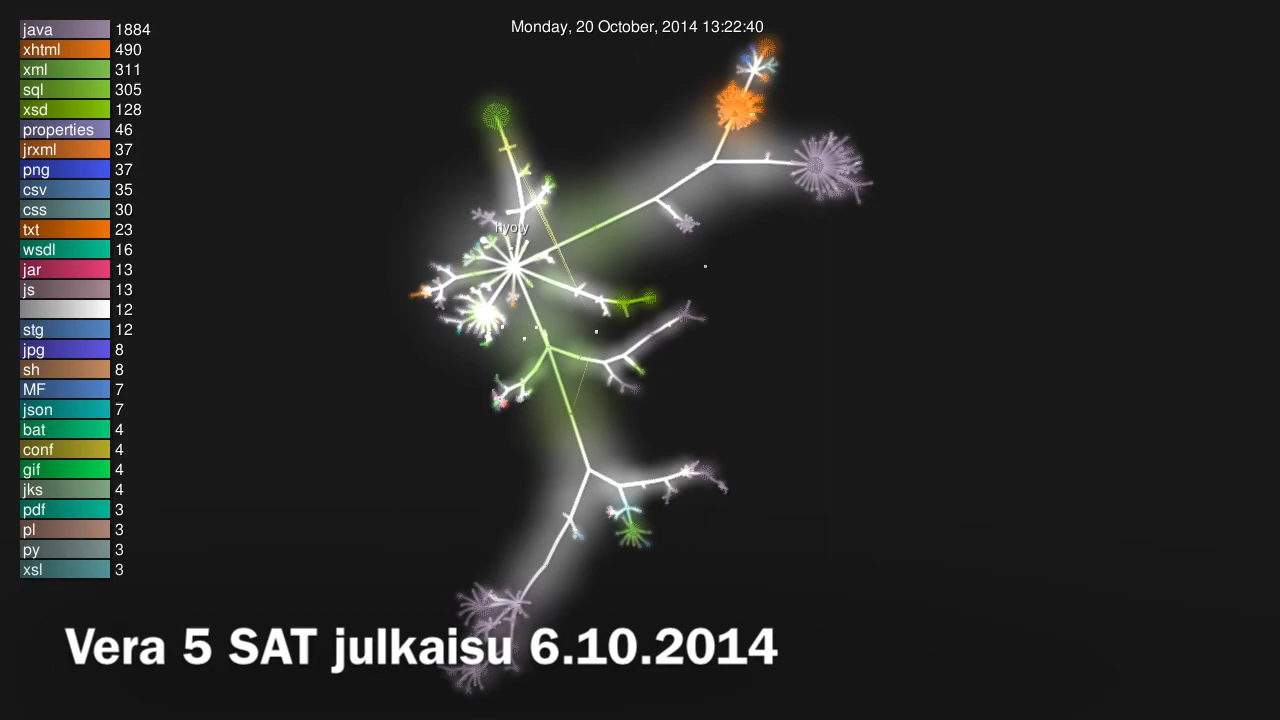 Monday, 20 October, 2014 13:22:40
java 1884
xhtml 490
xml 311
sql 305
xsd 128
properties 46
jrxml 37
png 37
csv 35
css 30
txt 23
wsdl 16
jar 13
js 13
12
stg 12
jpg 8
sh 8
MF 7
json 7
bat 4
conf 4
gif 4
jks 4
pdf 3
pl 3
py 3
xsl 3
hyoty
Vera 5 SAT julkaisu 6.10.2014